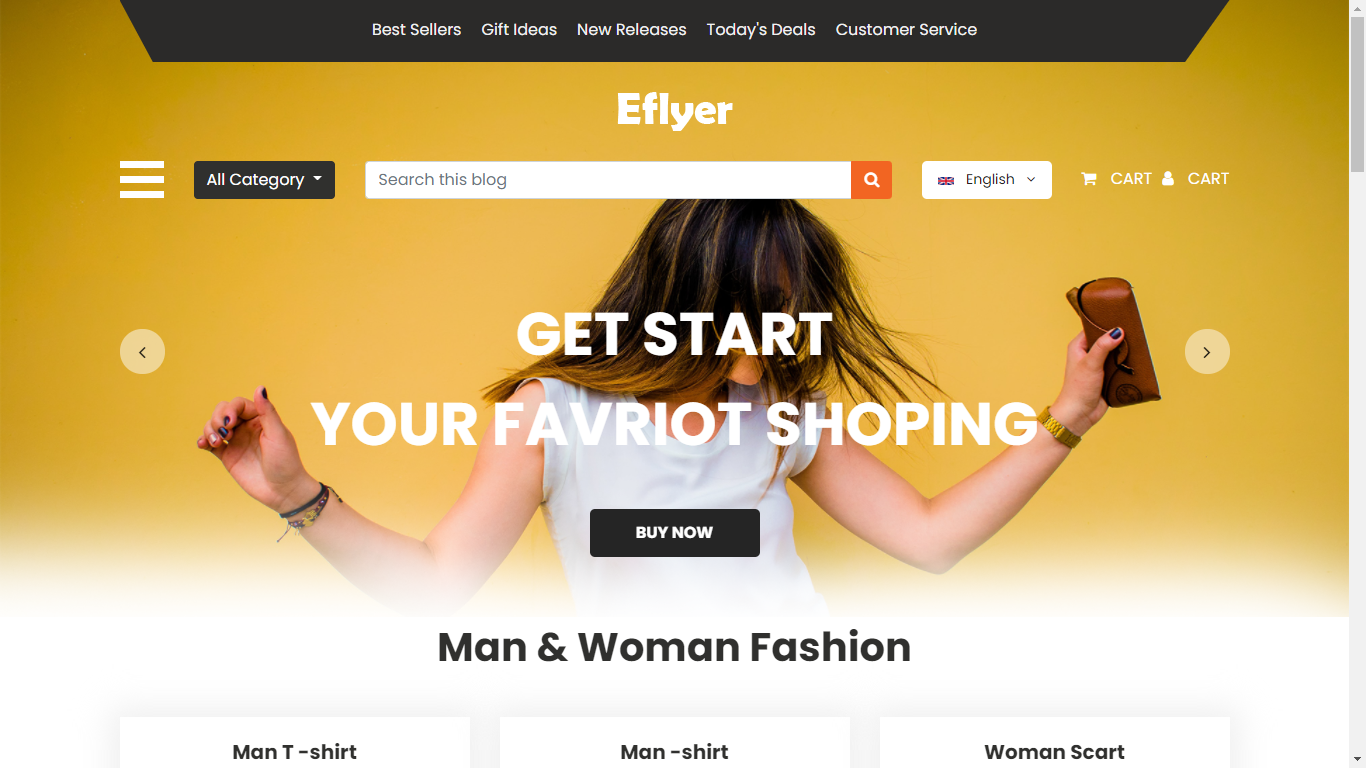 Best Sellers Gift Ideas New Releases Today's Deals Customer Service
Eflyer
All Category Search this blog English CART CART
GET START
YOUR FAVRIOT SHOPING
BUY NOW
Man & Woman Fashion
Man T -shirt Man -shirt Woman Scart